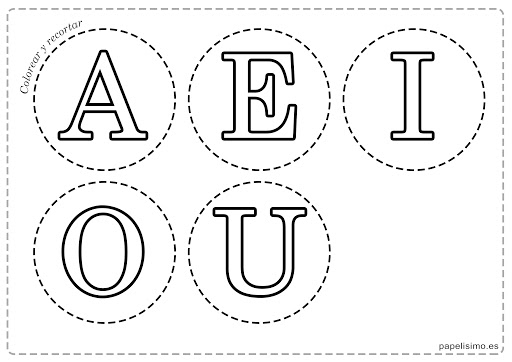 Colorear y recortar
A E I
O U
papelisimo.es